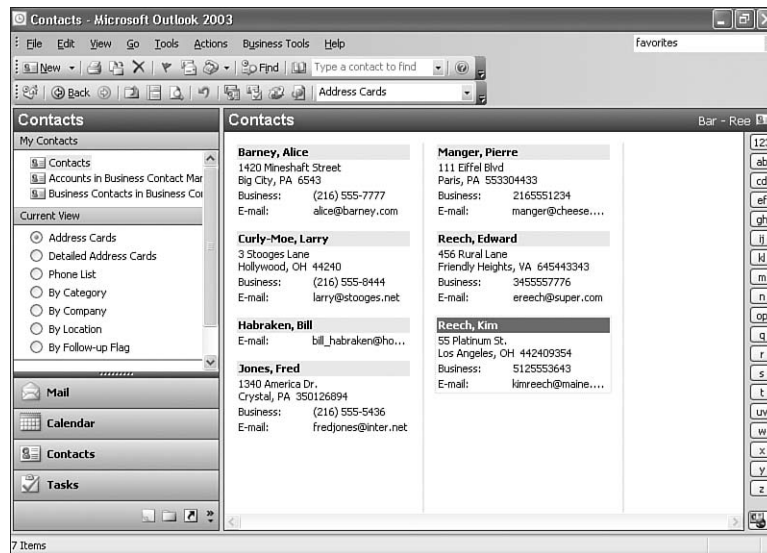 Contacts - Microsoft Outlook 2003
File Edit View Go Tools Actions Business Tools Help favorites
New Find Type a contact to find
Back Address Cards
Contacts
My Contacts
Contacts
Accounts in Business Contact Mar
Business Contacts in Business Cor
Current View
Address Cards
Detailed Address Cards
Phone List
By Category
By Company
By Location
By Follow-up Flag
Mail
Calendar
Contacts
Tasks
Contacts Bar - Ree
Barney, Alice
1420 Mineshaft Street
Big City, PA 6543
Business: (216) 555-7777
E-mail: alice@barney.com
Curly-Moe, Larry
3 Stooges Lane
Hollywood, OH 44240
Business: (216) 555-8444
E-mail: larry@stooges.net
Habraken, Bill
E-mail: bill_habraken@ho...
Jones, Fred
1340 America Dr.
Crystal, PA 350126894
Business: (216) 555-5436
E-mail: fredjones@inter.net
Manger, Pierre
111 Eiffel Blvd
Paris, PA 553304433
Business: 2165551234
E-mail: manger@cheese....
Reech, Edward
456 Rural Lane
Friendly Heights, VA 645443343
Business: 3455557776
E-mail: ereech@super.com
Reech, Kim
55 Platinum St.
Los Angeles, OH 442409354
Business: 5125553643
E-mail: kimreech@maine....
123
ab
cd
ef
gh
ij
kl
m
n
op
q
r
s
t
uv
w
x
y
z
7 Items